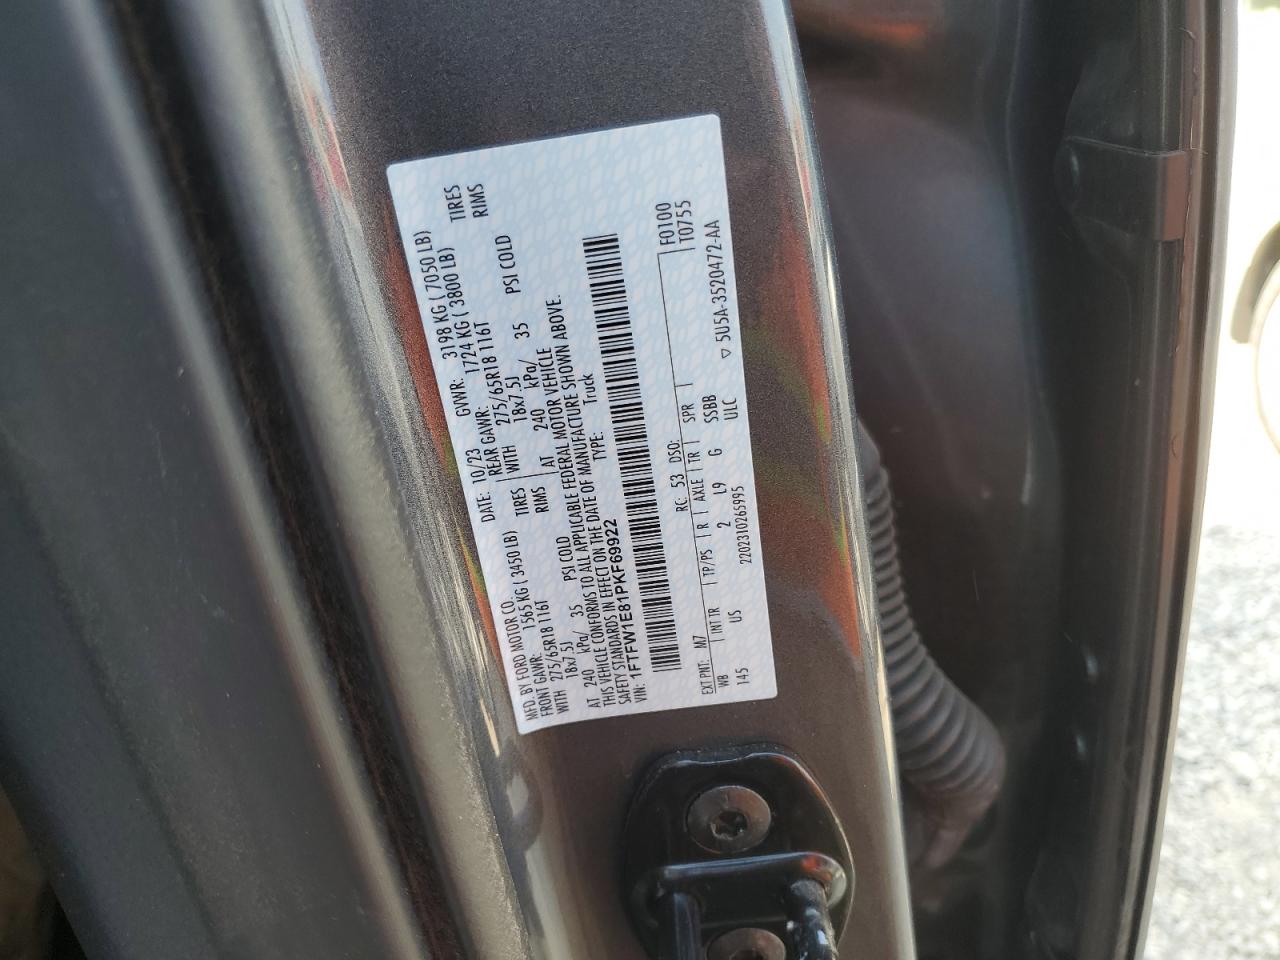 MFD. BY FORD MOTOR CO. DATE: 10/23 GVWR: 3198 KG ( 7050 LB)
FRONT GAWR: 1565 KG ( 3450 LB) REAR GAWR: 1724 KG ( 3800 LB)
WITH 275/65R18 116T TIRES WITH 275/65R18 116T TIRES
18x7.5J RIMS 18x7.5J RIMS
AT 240 kPa/ 35 PSI COLD AT 240 kPa/ 35 PSI COLD
THIS VEHICLE CONFORMS TO ALL APPLICABLE FEDERAL MOTOR VEHICLE
SAFETY STANDARDS IN EFFECT ON THE DATE OF MANUFACTURE SHOWN ABOVE.
VIN: 1FTFW1E81PKF69922 TYPE: Truck
EXT PNT: M7 RC: 53 DSO: F0100
WB INT TR TP/PS R AXLE TR SPR T0755
145 US 2 L9 G SSBB
2202310265995 ULC ▽ 5U5A-3520472-AA